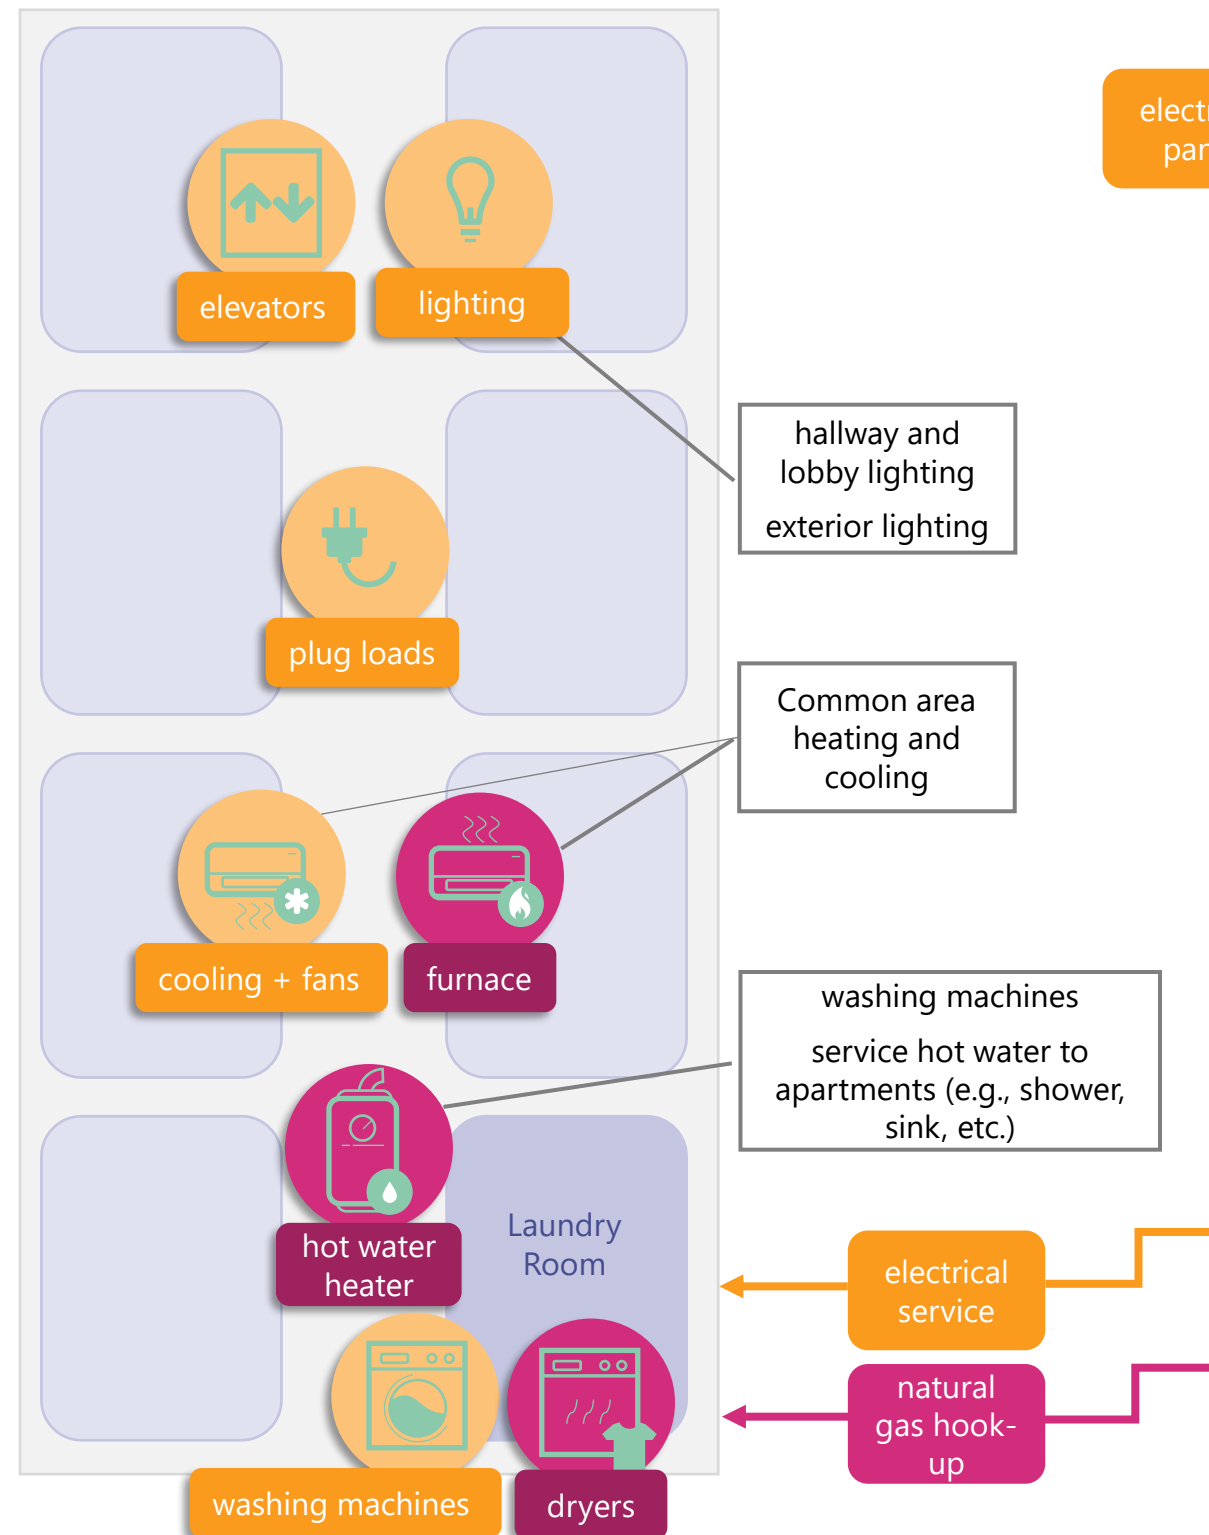 elevators
lighting
hallway and
lobby lighting
exterior lighting
plug loads
Common area
heating and
cooling
cooling + fans
furnace
washing machines
service hot water to
apartments (e.g., shower,
sink, etc.)
hot water
heater
Laundry
Room
electrical
service
natural
gas hook-
up
washing machines
dryers